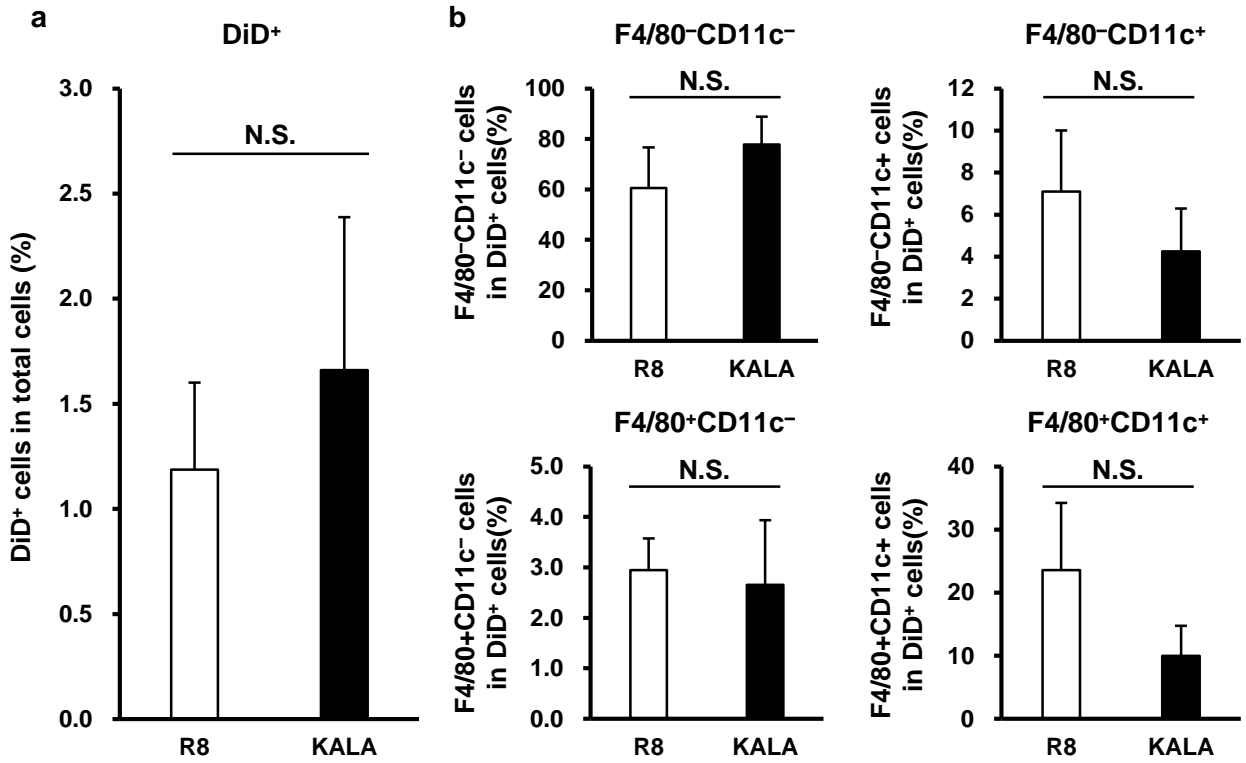 a
DiD⁺
DiD⁺ cells in total cells (%)
3.0
2.5
2.0
1.5
1.0
0.5
0.0
N.S.
R8 KALA
b
F4/80⁻CD11c⁻
F4/80⁻CD11c⁻ cells
in DiD⁺ cells(%)
100
80
60
40
20
0
N.S.
R8 KALA
F4/80⁻CD11c⁺
F4/80⁻CD11c+ cells
in DiD⁺ cells(%)
12
10
8
6
4
2
0
N.S.
R8 KALA
F4/80⁺CD11c⁻
F4/80+CD11c⁻ cells
in DiD⁺ cells(%)
5.0
4.0
3.0
2.0
1.0
0.0
N.S.
R8 KALA
F4/80⁺CD11c⁺
F4/80+CD11c+ cells
in DiD⁺ cells(%)
40
30
20
10
0
N.S.
R8 KALA